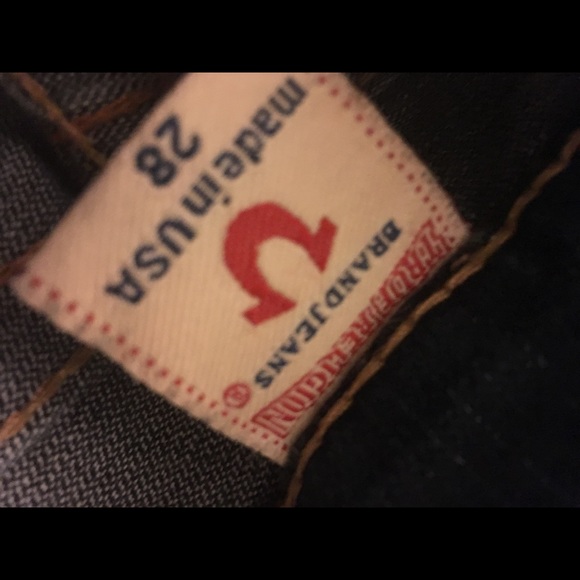 TRUE RELIGION
®
BRAND JEANS
made in USA
28